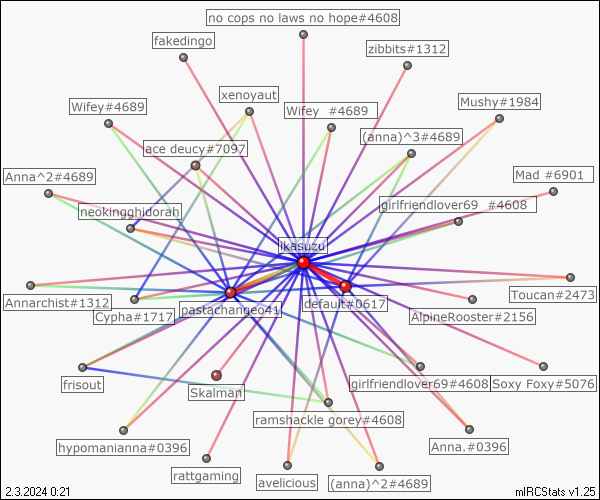 no cops no laws no hope#4608
fakedingo
zibbits#1312
xenoyaut
Mushy#1984
Wifey#4689
Wifey  #4689
(anna)^3#4689
ace deucy#7097
Anna^2#4689
Mad #6901
girlfriendlover69  #4608
neokingghidorah
ikasuzu
Annarchist#1312
Cypha#1717
pastachangeo41
default#0617
Toucan#2473
AlpineRooster#2156
frisout
Skalman
girlfriendlover69#4608
Soxy Foxy#5076
ramshackle gorey#4608
hypomanianna#0396
Anna.#0396
rattgaming
avelicious
(anna)^2#4689
2.3.2024 0:21
mIRCStats v1.25